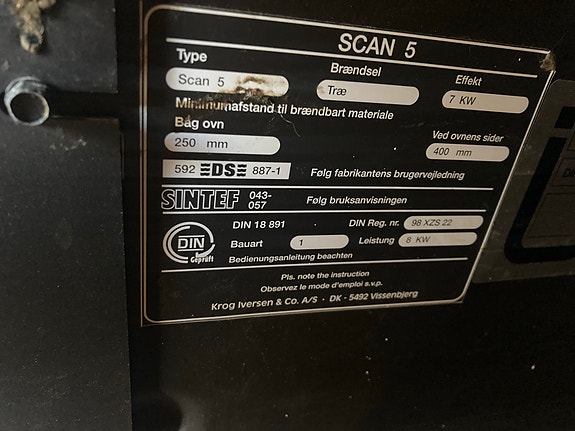 SCAN 5
Type Brændsel Effekt
Scan 5 Træ 7 KW
Minimumafstand til brændbart materiale
Bag ovn Ved ovnens sider
250 mm 400 mm
592 DS 887-1 Følg fabrikantens brugervejledning
SINTEF 043-057 Følg bruksanvisningen
DIN Geprüft
DIN 18 891 DIN Reg. nr. 98 XZS 22
Bauart 1 Leistung 8 KW
Bedienungsanleitung beachten
Pls. note the instruction
Observez le mode d'emploi s.v.p.
Krog Iversen & Co. A/S · DK - 5492 Vissenbjerg